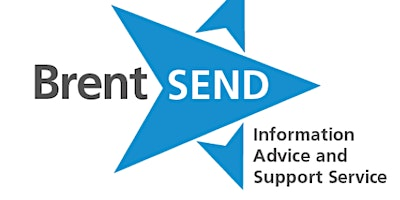 Brent SEND
Information
Advice and
Support Service